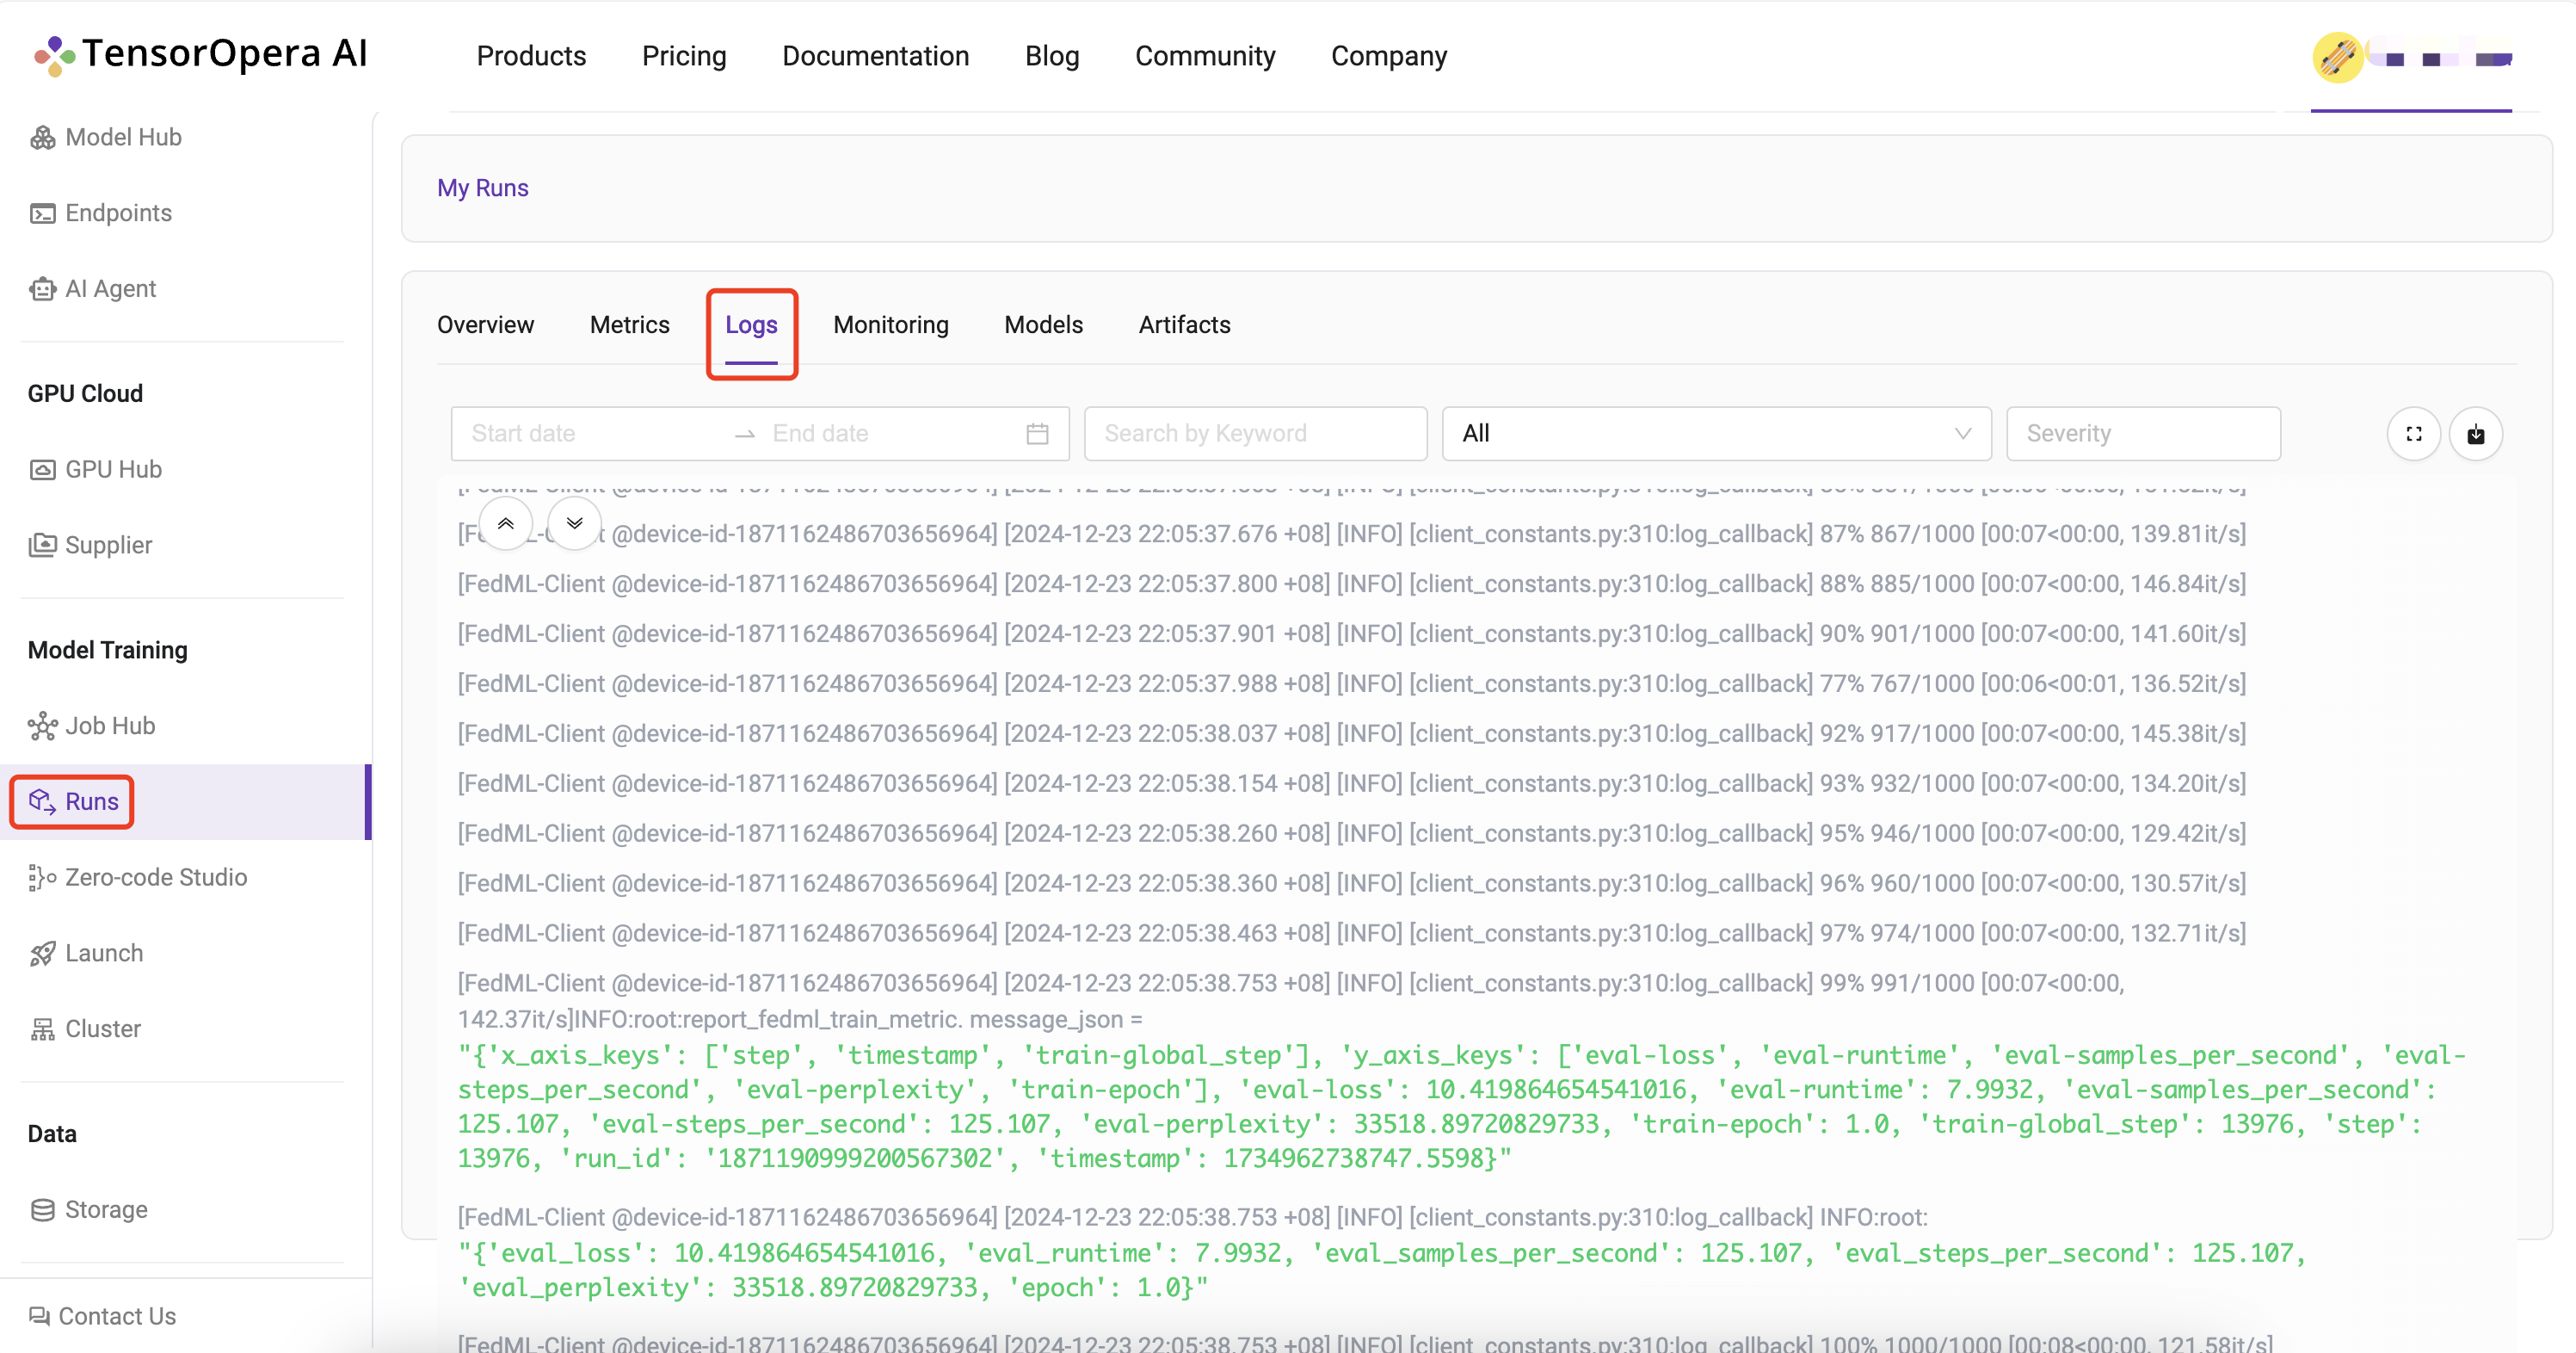 TensorOpera AI
Products
Pricing
Documentation
Blog
Community
Company
Model Hub
Endpoints
AI Agent
GPU Cloud
GPU Hub
Supplier
Model Training
Job Hub
Runs
Zero-code Studio
Launch
Cluster
Data
Storage
Contact Us
My Runs
Overview
Metrics
Logs
Monitoring
Models
Artifacts
Start date
End date
Search by Keyword
All
Severity
@device-id-1871162486703656964] [2024-12-23 22:05:37.676 +08] [INFO] [client_constants.py:310:log_callback] 87% 867/1000 [00:07<00:00, 139.81it/s]
[FedML-Client @device-id-1871162486703656964] [2024-12-23 22:05:37.800 +08] [INFO] [client_constants.py:310:log_callback] 88% 885/1000 [00:07<00:00, 146.84it/s]
[FedML-Client @device-id-1871162486703656964] [2024-12-23 22:05:37.901 +08] [INFO] [client_constants.py:310:log_callback] 90% 901/1000 [00:07<00:00, 141.60it/s]
[FedML-Client @device-id-1871162486703656964] [2024-12-23 22:05:37.988 +08] [INFO] [client_constants.py:310:log_callback] 77% 767/1000 [00:06<00:01, 136.52it/s]
[FedML-Client @device-id-1871162486703656964] [2024-12-23 22:05:38.037 +08] [INFO] [client_constants.py:310:log_callback] 92% 917/1000 [00:07<00:00, 145.38it/s]
[FedML-Client @device-id-1871162486703656964] [2024-12-23 22:05:38.154 +08] [INFO] [client_constants.py:310:log_callback] 93% 932/1000 [00:07<00:00, 134.20it/s]
[FedML-Client @device-id-1871162486703656964] [2024-12-23 22:05:38.260 +08] [INFO] [client_constants.py:310:log_callback] 95% 946/1000 [00:07<00:00, 129.42it/s]
[FedML-Client @device-id-1871162486703656964] [2024-12-23 22:05:38.360 +08] [INFO] [client_constants.py:310:log_callback] 96% 960/1000 [00:07<00:00, 130.57it/s]
[FedML-Client @device-id-1871162486703656964] [2024-12-23 22:05:38.463 +08] [INFO] [client_constants.py:310:log_callback] 97% 974/1000 [00:07<00:00, 132.71it/s]
[FedML-Client @device-id-1871162486703656964] [2024-12-23 22:05:38.753 +08] [INFO] [client_constants.py:310:log_callback] 99% 991/1000 [00:07<00:00,
142.37it/s]INFO:root:report_fedml_train_metric. message_json =
"{'x_axis_keys': ['step', 'timestamp', 'train-global_step'], 'y_axis_keys': ['eval-loss', 'eval-runtime', 'eval-samples_per_second', 'eval-
steps_per_second', 'eval-perplexity', 'train-epoch'], 'eval-loss': 10.419864654541016, 'eval-runtime': 7.9932, 'eval-samples_per_second':
125.107, 'eval-steps_per_second': 125.107, 'eval-perplexity': 33518.89720829733, 'train-epoch': 1.0, 'train-global_step': 13976, 'step':
13976, 'run_id': '1871190999200567302', 'timestamp': 1734962738747.5598}"
[FedML-Client @device-id-1871162486703656964] [2024-12-23 22:05:38.753 +08] [INFO] [client_constants.py:310:log_callback] INFO:root:
"{'eval_loss': 10.419864654541016, 'eval_runtime': 7.9932, 'eval_samples_per_second': 125.107, 'eval_steps_per_second': 125.107,
'eval_perplexity': 33518.89720829733, 'epoch': 1.0}"
[FedML-Client @device-id-1871162486703656964] [2024-12-23 22:05:38.753 +08] [INFO] [client_constants.py:310:log_callback] 100% 1000/1000 [00:08<00:00, 121.58it/s]